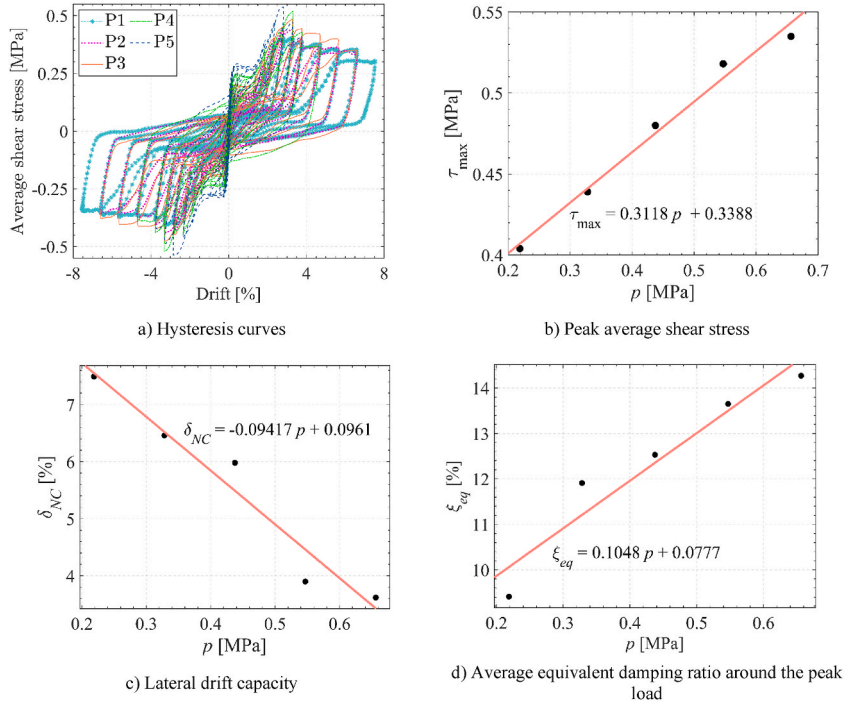 0.5
0.25
0
-0.25
-0.5
Average shear stress [MPa]
P1 P4
P2 P5
P3
-8 -4 0 4 8
Drift [%]
a) Hysteresis curves
0.55
0.5
0.45
0.4
τmax [MPa]
τmax = 0.3118 p + 0.3388
0.2 0.3 0.4 0.5 0.6 0.7
p [MPa]
b) Peak average shear stress
7
6
5
4
δNC [%]
δNC = -0.09417 p + 0.0961
0.2 0.3 0.4 0.5 0.6
p [MPa]
c) Lateral drift capacity
14
13
12
11
10
ξeq [%]
ξeq = 0.1048 p + 0.0777
0.2 0.3 0.4 0.5 0.6
p [MPa]
d) Average equivalent damping ratio around the peak
load